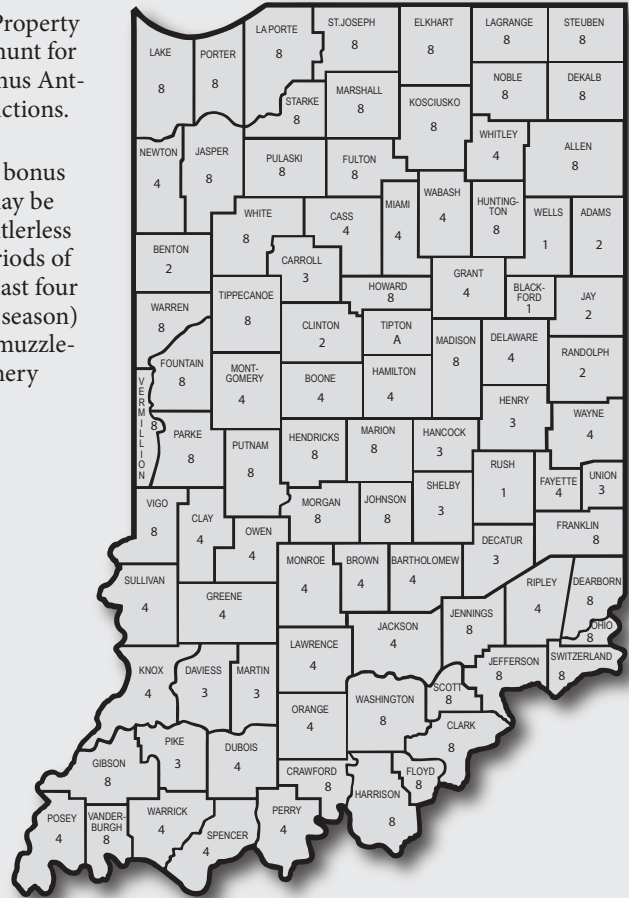 Property
hunt for
nus Ant-
ctions.
bonus
may be
tlerless
riods of
last four
season)
muzzle-
nery
LAKE
8
PORTER
8
LA PORTE
8
ST.JOSEPH
8
ELKHART
8
LAGRANGE
8
STEUBEN
8
NOBLE
8
DEKALB
8
STARKE
8
MARSHALL
8
KOSCIUSKO
8
WHITLEY
4
ALLEN
8
NEWTON
4
JASPER
8
PULASKI
8
FULTON
8
WABASH
4
HUNTING-
TON
8
WELLS
1
ADAMS
2
MIAMI
4
CASS
4
WHITE
8
CARROLL
3
BENTON
2
HOWARD
8
GRANT
4
BLACK-
FORD
1
JAY
2
WARREN
8
TIPPECANOE
8
CLINTON
2
TIPTON
A
MADISON
8
DELAWARE
4
RANDOLPH
2
FOUNTAIN
8
MONT-
GOMERY
4
BOONE
4
HAMILTON
4
HENRY
3
WAYNE
4
VERMILLION
8
PARKE
8
PUTNAM
8
HENDRICKS
8
MARION
8
HANCOCK
3
RUSH
1
FAYETTE
4
UNION
3
VIGO
8
CLAY
4
OWEN
4
MORGAN
8
JOHNSON
8
SHELBY
3
DECATUR
3
FRANKLIN
8
SULLIVAN
4
GREENE
4
MONROE
4
BROWN
4
BARTHOLOMEW
4
RIPLEY
4
DEARBORN
8
OHIO
8
JENNINGS
8
JACKSON
4
LAWRENCE
4
JEFFERSON
8
SWITZERLAND
8
KNOX
4
DAVIESS
3
MARTIN
3
ORANGE
4
WASHINGTON
8
SCOTT
8
CLARK
8
GIBSON
8
PIKE
3
DUBOIS
4
CRAWFORD
8
FLOYD
8
HARRISON
8
POSEY
4
VANDER-
BURGH
8
WARRICK
4
SPENCER
4
PERRY
4